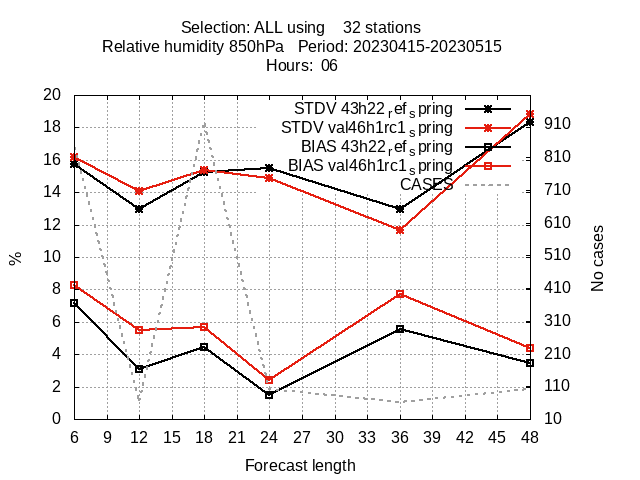 Selection: ALL using    32 stations
Relative humidity 850hPa   Period: 20230415-20230515
Hours:  06
STDV 43h22_ref_spring
STDV val46h1rc1_spring
BIAS 43h22_ref_spring
BIAS val46h1rc1_spring
CASES
20
18
16
14
12
10
8
6
4
2
0
%
910
810
710
610
510
410
310
210
110
10
No cases
6 9 12 15 18 21 24 27 30 33 36 39 42 45 48
Forecast length